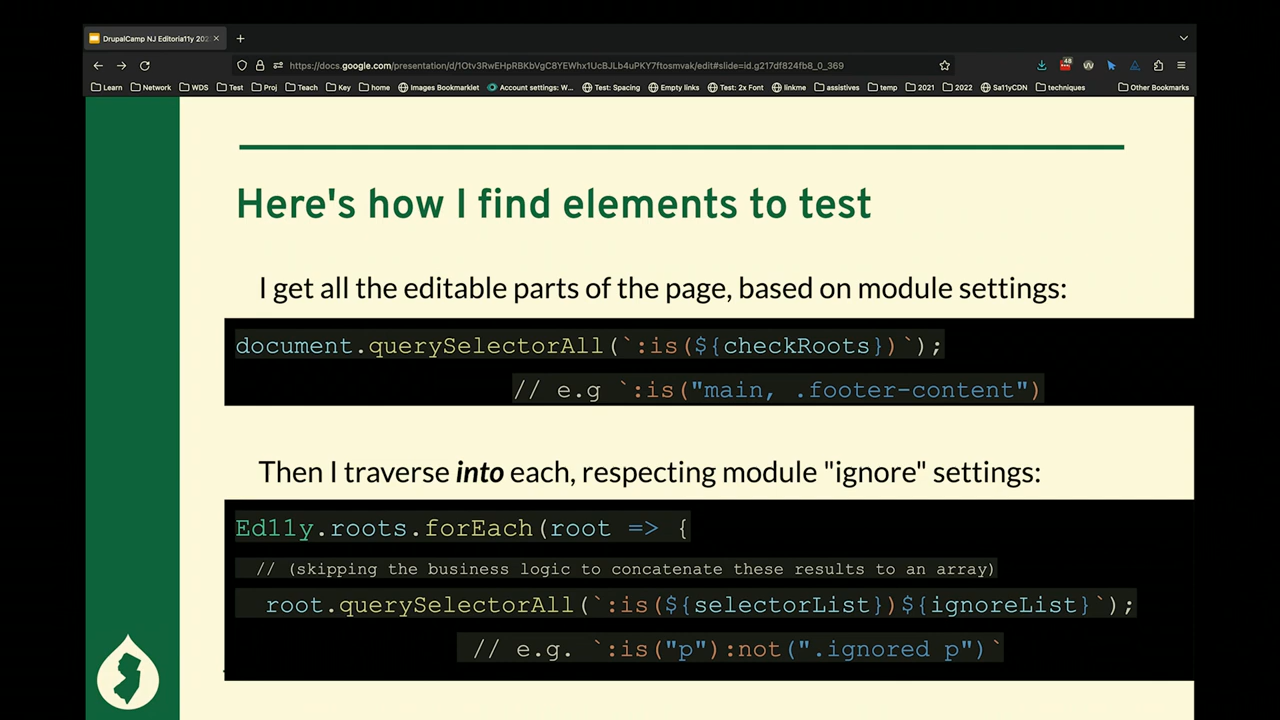 DrupalCamp NJ Editoria11y 202
https://docs.google.com/presentation/d/1Otv3RwEHpRBKbVgC8YEWhx1UcBJLb4uPKY7ftosmvak/edit#slide=id.g217df824fb8_0_369
48
Learn Network WDS Test Proj Teach Key home Images Bookmarklet Account settings: W... Test: Spacing Empty links Test: 2x Font linkme assistives temp 2021 2022 Sa11yCDN techniques Other Bookmarks
Here's how I find elements to test
I get all the editable parts of the page, based on module settings:
document.querySelectorAll(`:is(${checkRoots})`);
// e.g `:is("main, .footer-content")
Then I traverse into each, respecting module "ignore" settings:
Ed11y.roots.forEach(root => {
// (skipping the business logic to concatenate these results to an array)
root.querySelectorAll(`:is(${selectorList})${ignoreList}`);
// e.g. `:is("p"):not(".ignored p")`